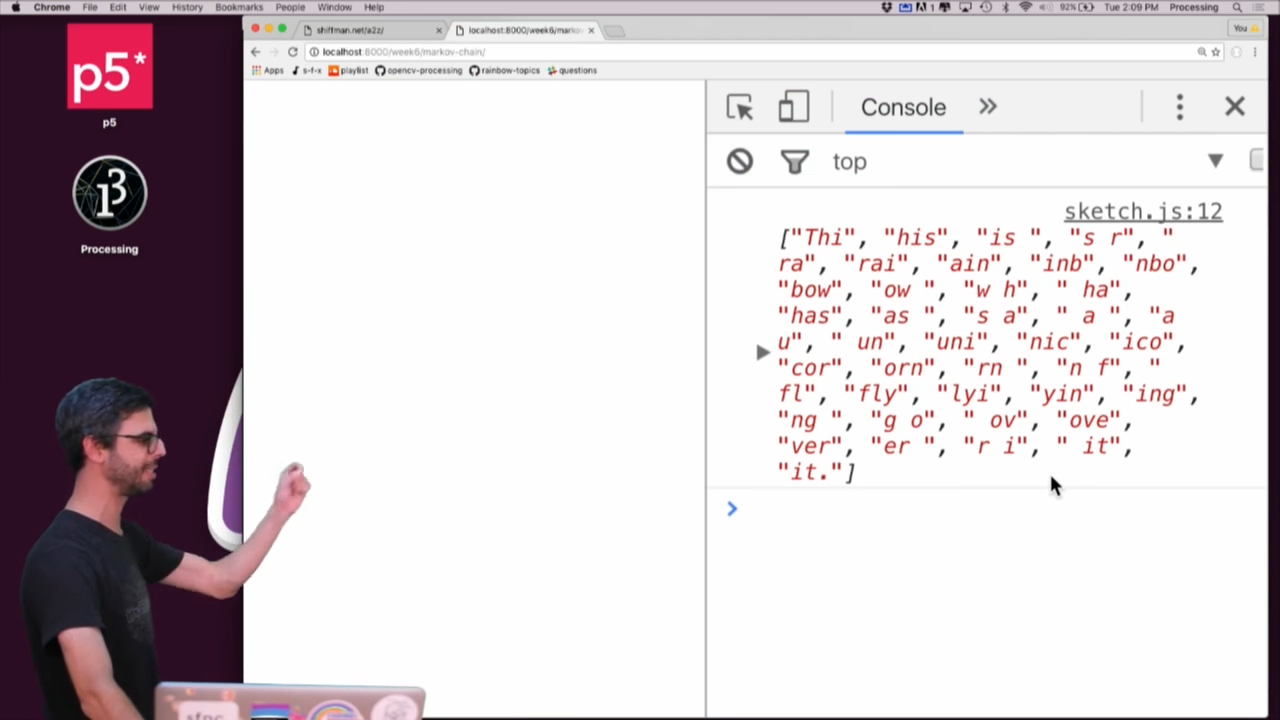 Chrome File Edit View History Bookmarks People Window Help
1 92% Tue 2:09 PM Processing
shiffman.net/a2z/ localhost:8000/week6/markov- You
localhost:8000/week6/markov-chain/
Apps s-f-x playlist opencv-processing rainbow-topics questions
p5*
p5
Processing
Console
top
sketch.js:12
["Thi", "his", "is ", "s r", "
ra", "rai", "ain", "inb", "nbo",
"bow", "ow ", "w h", " ha",
"has", "as ", "s a", " a ", "a
u", " un", "uni", "nic", "ico",
"cor", "orn", "rn ", "n f", "
fl", "fly", "lyi", "yin", "ing",
"ng ", "g o", " ov", "ove",
"ver", "er ", "r i", " it",
"it."]